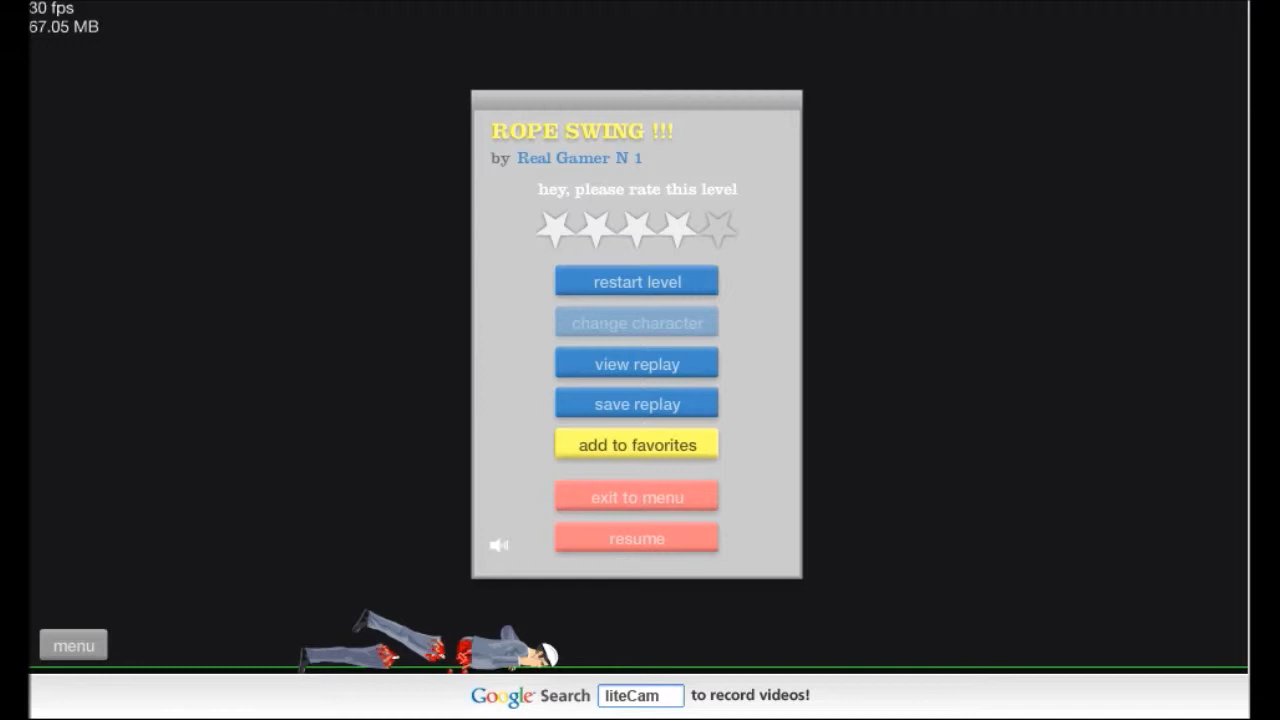 30 fps
67.05 MB
ROPE SWING !!!
by Real Gamer N 1
hey, please rate this level
restart level
change character
view replay
save replay
add to favorites
exit to menu
resume
menu
Google Search liteCam to record videos!